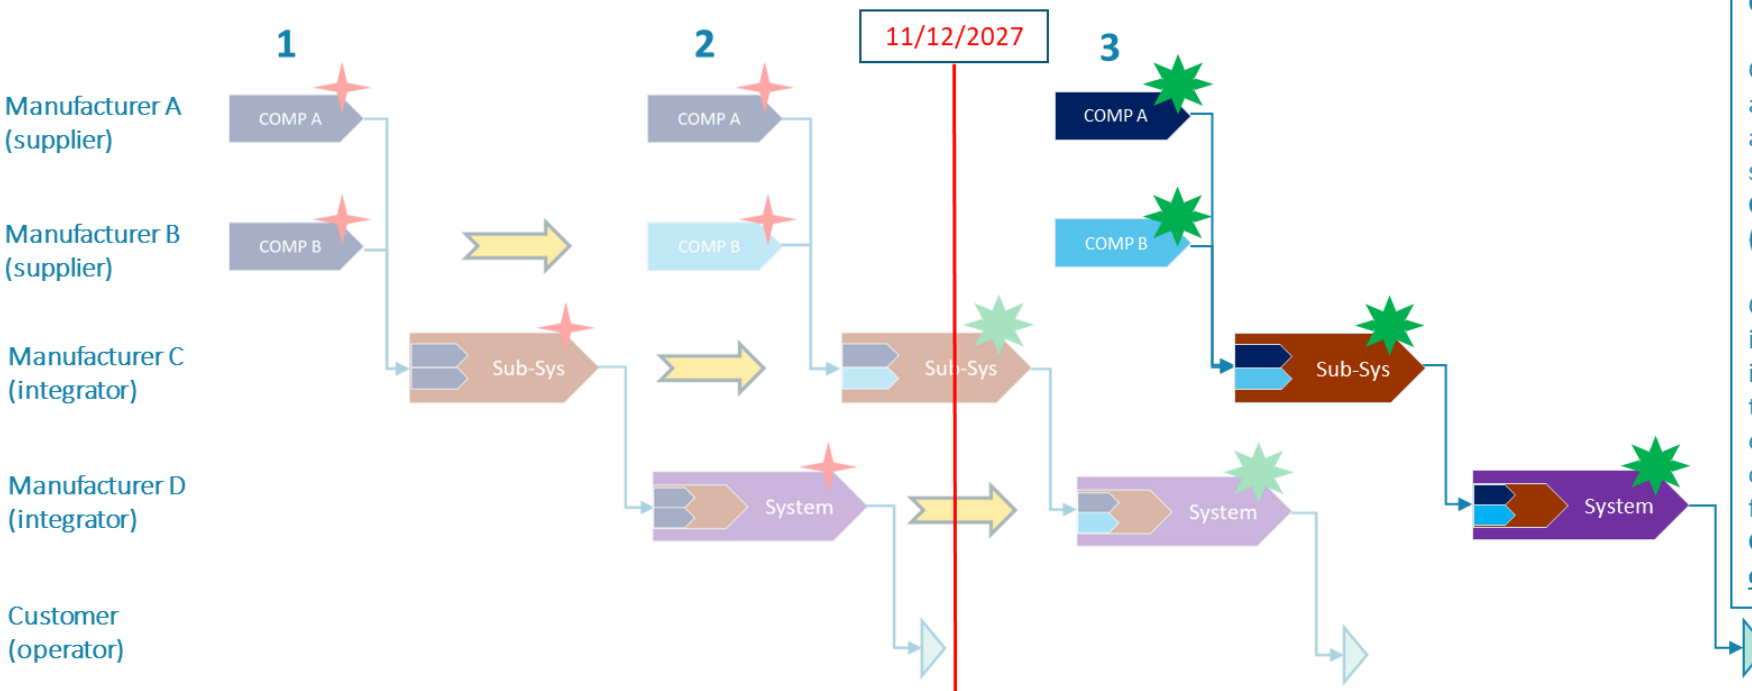 1
2
11/12/2027
3
Manufacturer A
(supplier)
COMP A
COMP A
COMP A
Manufacturer B
(supplier)
COMP B
COMP B
COMP B
Manufacturer C
(integrator)
Sub-Sys
Sub-Sys
Sub-Sys
Manufacturer D
(integrator)
System
System
System
Customer
(operator)